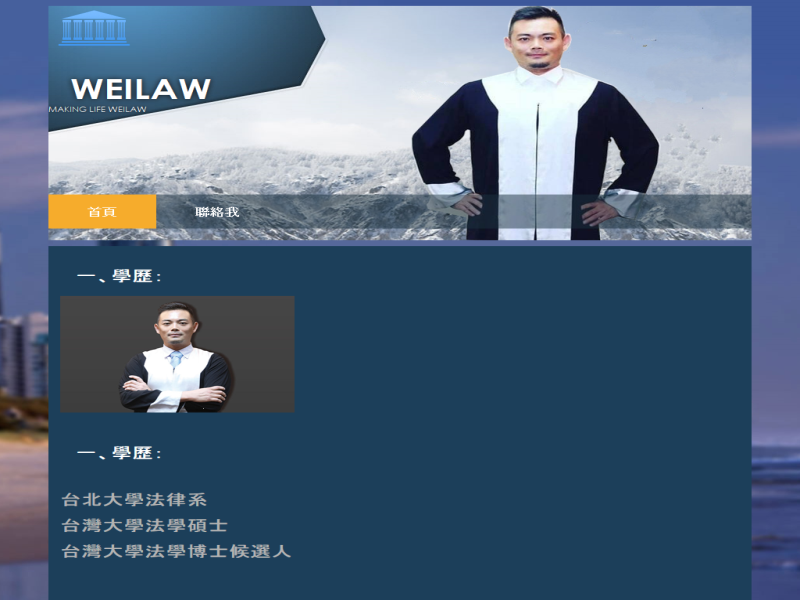 WEILAW
MAKING LIFE WEILAW
首頁
聯絡我
一、學歷:
一、學歷:
台北大學法律系
台灣大學法學碩士
台灣大學法學博士候選人